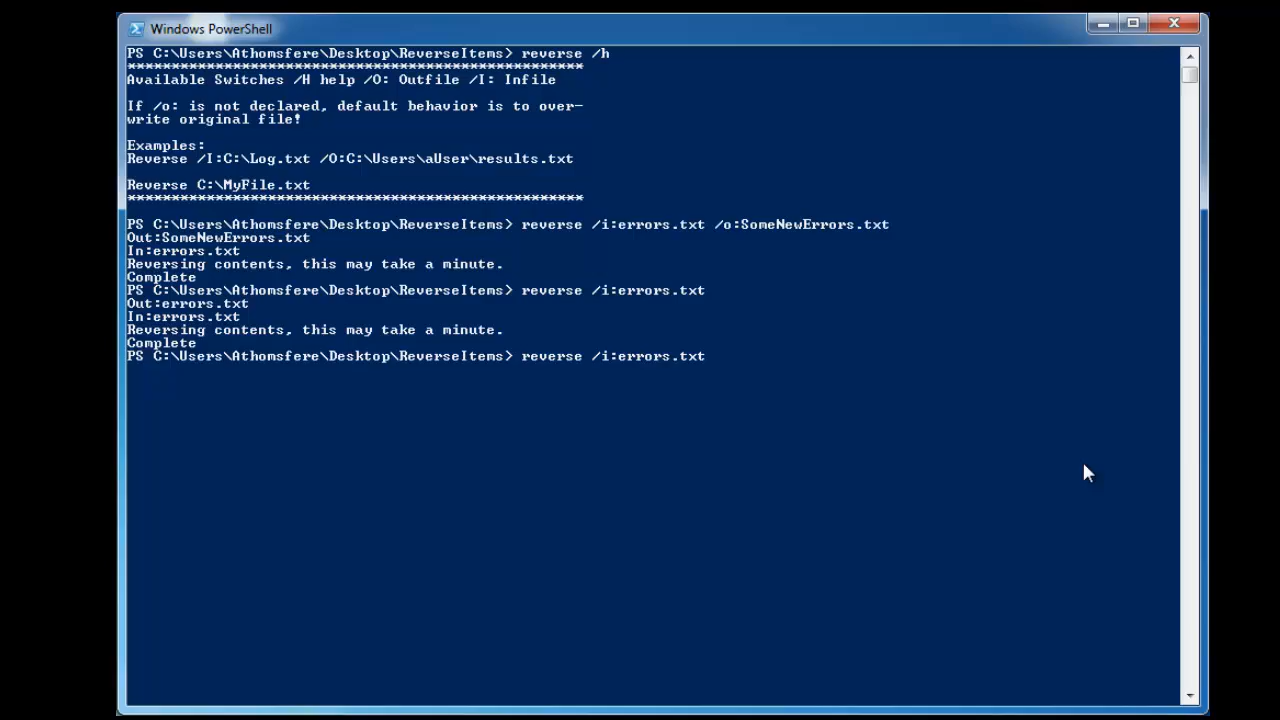 Windows PowerShell
PS C:\Users\Athomsfere\Desktop\ReverseItems> reverse /h
****************************************************
Available Switches /H help /O: Outfile /I: Infile
If /o: is not declared, default behavior is to over-
write original file!
Examples:
Reverse /I:C:\Log.txt /O:C:\Users\aUser\results.txt
Reverse C:\MyFile.txt
****************************************************
PS C:\Users\Athomsfere\Desktop\ReverseItems> reverse /i:errors.txt /o:SomeNewErrors.txt
Out:SomeNewErrors.txt
In:errors.txt
Reversing contents, this may take a minute.
Complete
PS C:\Users\Athomsfere\Desktop\ReverseItems> reverse /i:errors.txt
Out:errors.txt
In:errors.txt
Reversing contents, this may take a minute.
Complete
PS C:\Users\Athomsfere\Desktop\ReverseItems> reverse /i:errors.txt